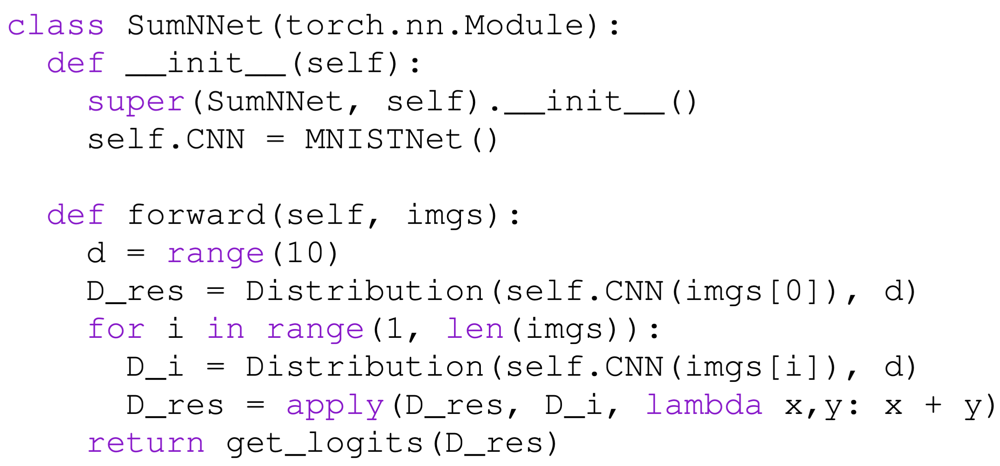 class SumNNet(torch.nn.Module):
  def __init__(self):
    super(SumNNet, self).__init__()
    self.CNN = MNISTNet()

  def forward(self, imgs):
    d = range(10)
    D_res = Distribution(self.CNN(imgs[0]), d)
    for i in range(1, len(imgs)):
      D_i = Distribution(self.CNN(imgs[i]), d)
      D_res = apply(D_res, D_i, lambda x,y: x + y)
    return get_logits(D_res)